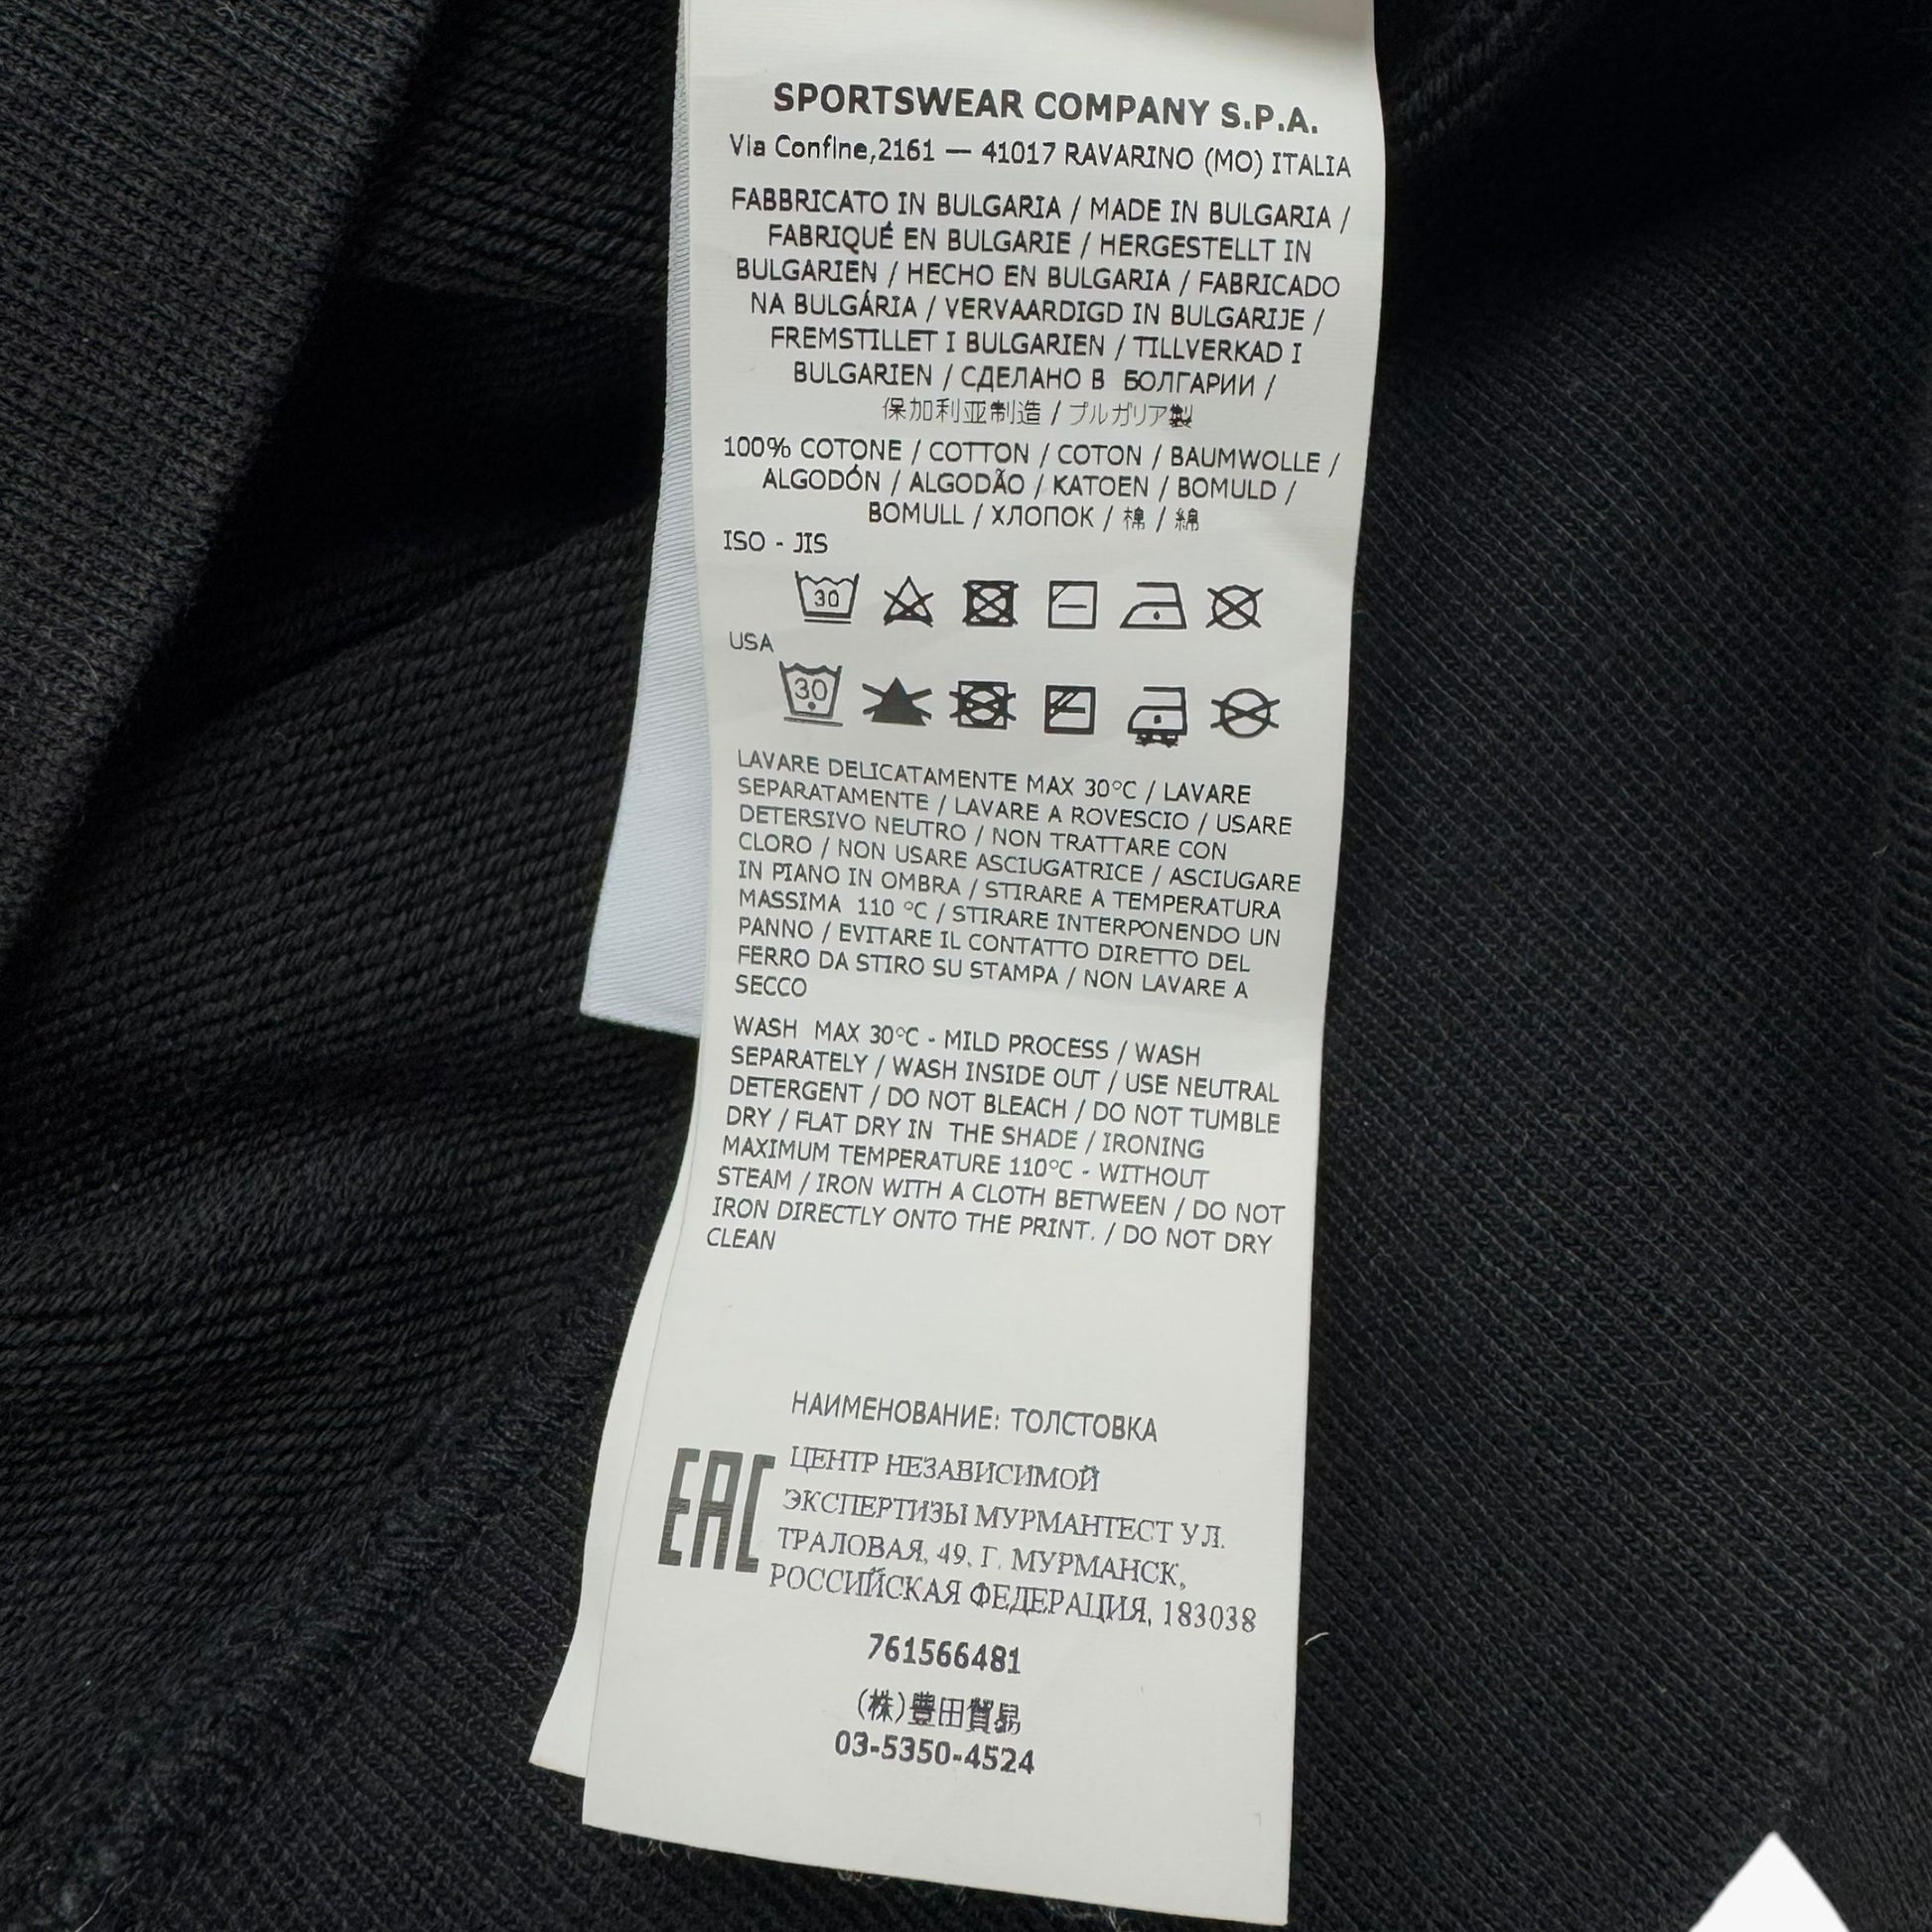 SPORTSWEAR COMPANY S.P.A.
Via Confine,2161 — 41017 RAVARINO (MO) ITALIA
FABBRICATO IN BULGARIA / MADE IN BULGARIA /
FABRIQUÉ EN BULGARIE / HERGESTELLT IN
BULGARIEN / HECHO EN BULGARIA / FABRICADO
NA BULGÁRIA / VERVAARDIGD IN BULGARIJE /
FREMSTILLET I BULGARIEN / TILLVERKAD I
BULGARIEN / СДЕЛАНО В БОЛГАРИИ /
保加利亚制造 / ブルガリア製
100% COTONE / COTTON / COTON / BAUMWOLLE /
ALGODÓN / ALGODÃO / KATOEN / BOMULD /
BOMULL / ХЛОПОК / 棉 / 綿
ISO - JIS
30
USA
30
LAVARE DELICATAMENTE MAX 30°C / LAVARE
SEPARATAMENTE / LAVARE A ROVESCIO / USARE
DETERSIVO NEUTRO / NON TRATTARE CON
CLORO / NON USARE ASCIUGATRICE / ASCIUGARE
IN PIANO IN OMBRA / STIRARE A TEMPERATURA
MASSIMA 110 °C / STIRARE INTERPONENDO UN
PANNO / EVITARE IL CONTATTO DIRETTO DEL
FERRO DA STIRO SU STAMPA / NON LAVARE A
SECCO
WASH MAX 30°C - MILD PROCESS / WASH
SEPARATELY / WASH INSIDE OUT / USE NEUTRAL
DETERGENT / DO NOT BLEACH / DO NOT TUMBLE
DRY / FLAT DRY IN THE SHADE / IRONING
MAXIMUM TEMPERATURE 110°C - WITHOUT
STEAM / IRON WITH A CLOTH BETWEEN / DO NOT
IRON DIRECTLY ONTO THE PRINT. / DO NOT DRY
CLEAN
НАИМЕНОВАНИЕ: ТОЛСТОВКА
EAC
ЦЕНТР НЕЗАВИСИМОЙ
ЭКСПЕРТИЗЫ МУРМАНТЕСТ УЛ.
ТРАЛОВАЯ, 49, Г. МУРМАНСК,
РОССИЙСКАЯ ФЕДЕРАЦИЯ, 183038
761566481
(株)豊田貿易
03-5350-4524